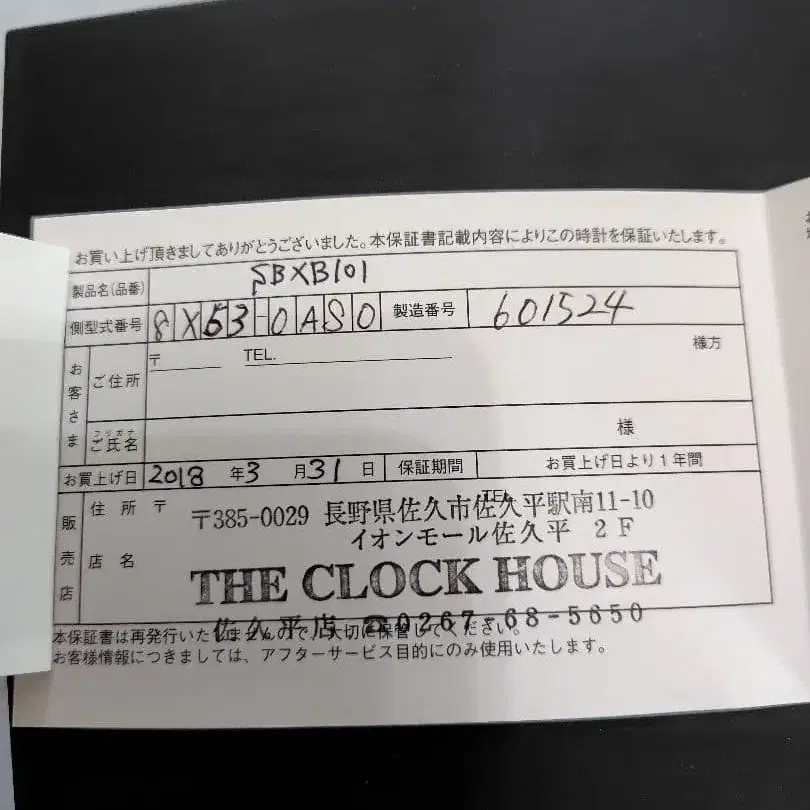 お買い上げ頂きましてありがとうございました。本保証書記載内容によりこの時計を保証いたします。
製品名(品番) SBXB101
側型式番号 8X53-0AS0 製造番号 601524
お客さま ご住所 〒 TEL. 様方
フリガナ
ご氏名 様
お買上げ日 2018年3月31日 保証期間 お買上げ日より1年間
販売店 住所 〒 TEL.
〒385-0029 長野県佐久市佐久平駅南11-10
イオンモール佐久平 2F
店名 THE CLOCK HOUSE
佐久平店 ☎0267-68-5650
本保証書は再発行いたしませんので、大切に保管してください。
お客様情報につきましては、アフターサービス目的にのみ使用いたします。